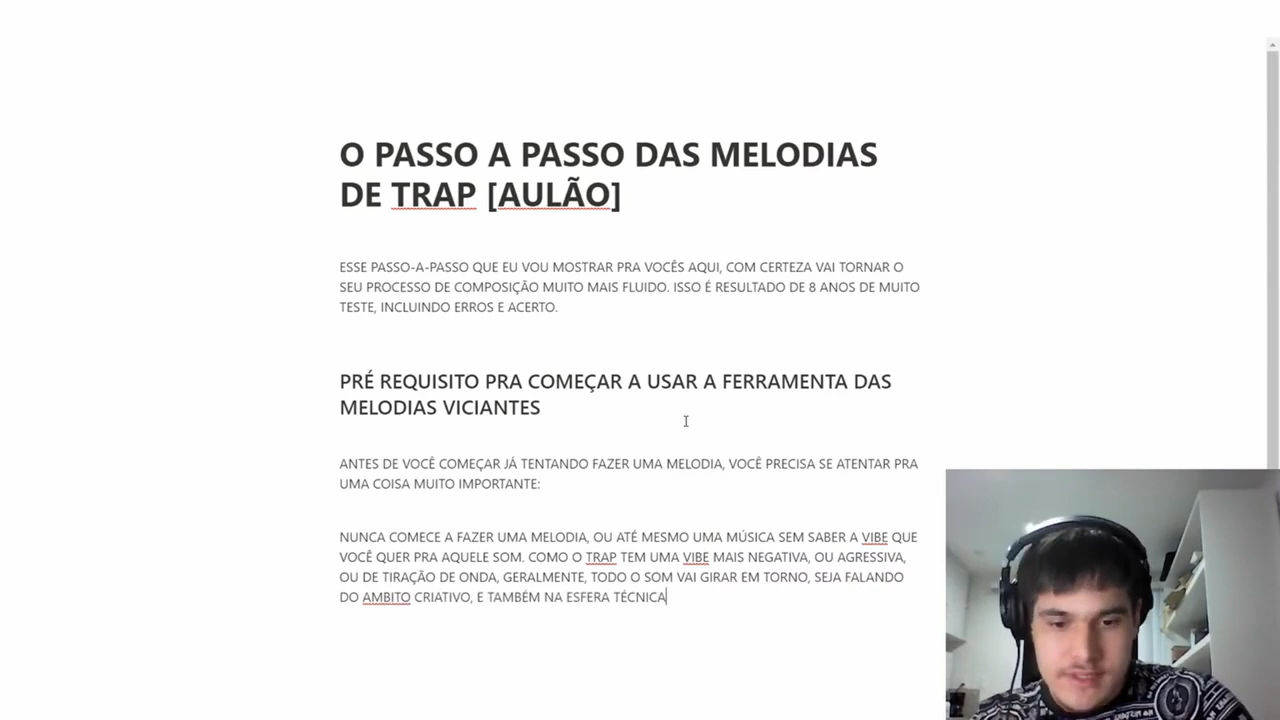 O PASSO A PASSO DAS MELODIAS
DE TRAP [AULÃO]
ESSE PASSO-A-PASSO QUE EU VOU MOSTRAR PRA VOCÊS AQUI, COM CERTEZA VAI TORNAR O
SEU PROCESSO DE COMPOSIÇÃO MUITO MAIS FLUIDO. ISSO É RESULTADO DE 8 ANOS DE MUITO
TESTE, INCLUINDO ERROS E ACERTO.
PRÉ REQUISITO PRA COMEÇAR A USAR A FERRAMENTA DAS
MELODIAS VICIANTES
ANTES DE VOCÊ COMEÇAR JÁ TENTANDO FAZER UMA MELODIA, VOCÊ PRECISA SE ATENTAR PRA
UMA COISA MUITO IMPORTANTE:
NUNCA COMECE A FAZER UMA MELODIA, OU ATÉ MESMO UMA MÚSICA SEM SABER A VIBE QUE
VOCÊ QUER PRA AQUELE SOM. COMO O TRAP TEM UMA VIBE MAIS NEGATIVA, OU AGRESSIVA,
OU DE TIRAÇÃO DE ONDA, GERALMENTE, TODO O SOM VAI GIRAR EM TORNO, SEJA FALANDO
DO AMBITO CRIATIVO, E TAMBÉM NA ESFERA TÉCNICA